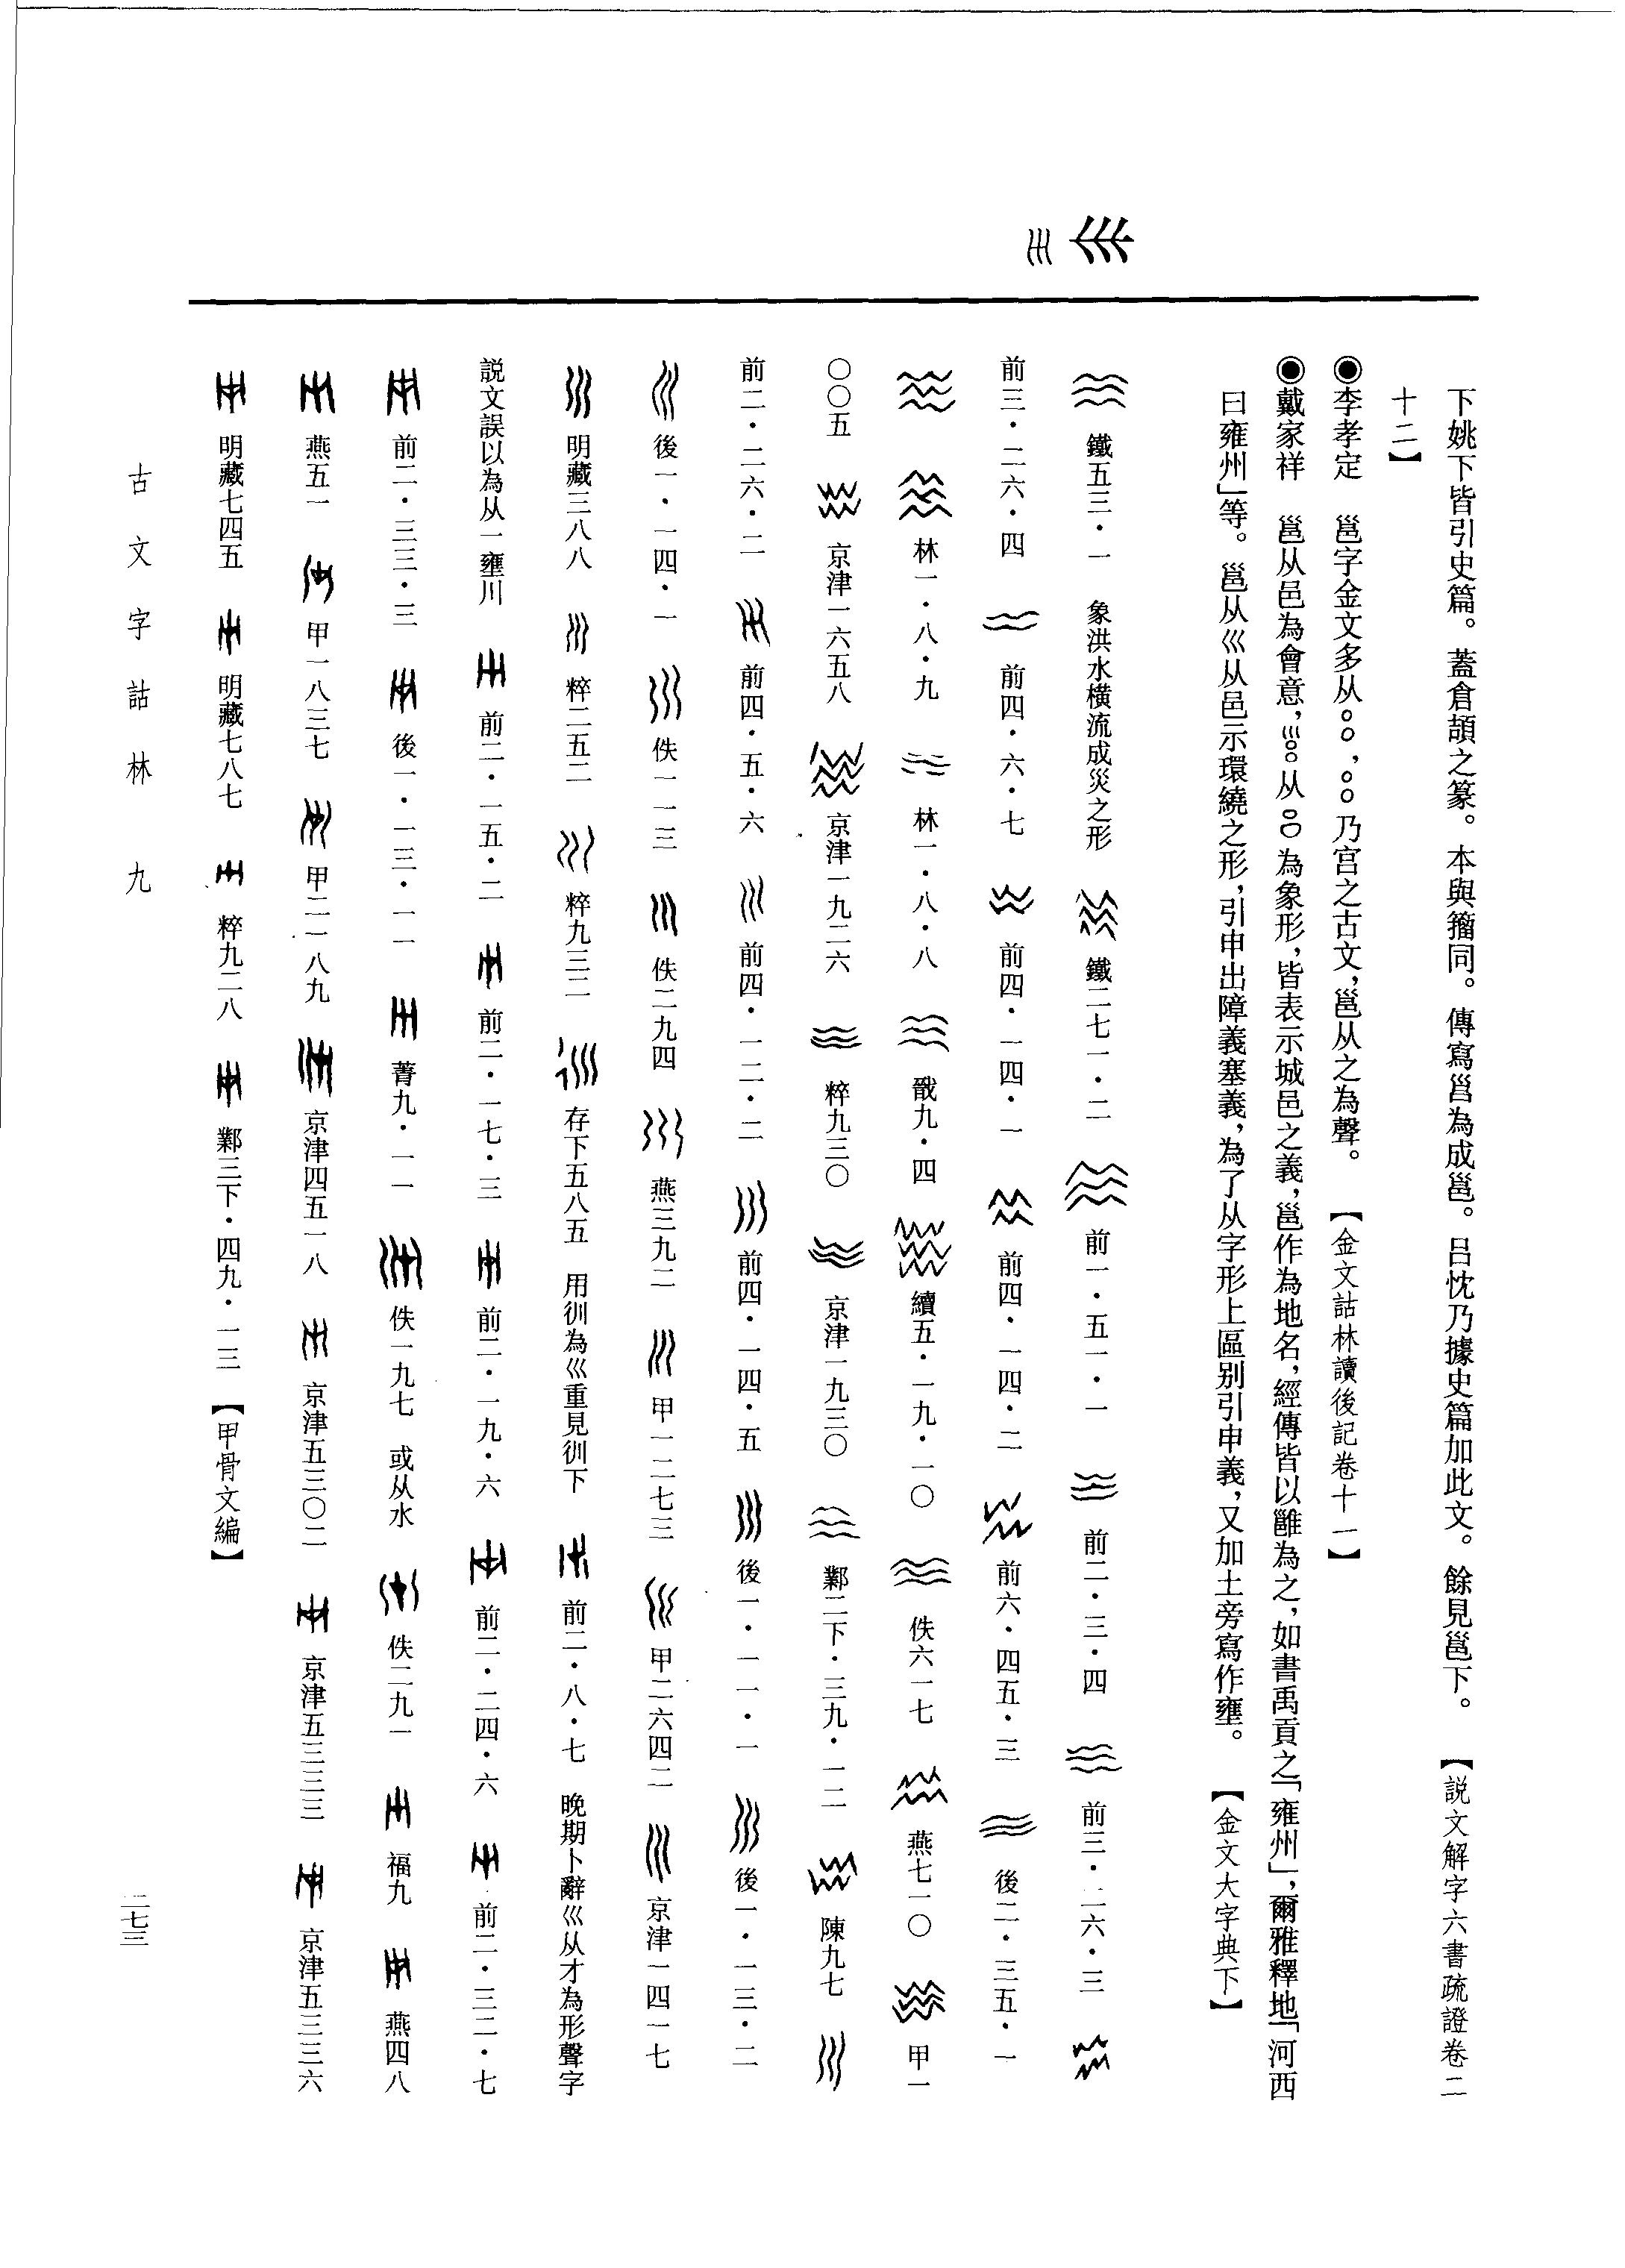 下姚下皆引史篇。蓋倉頡之篆。本與籀同。傳寫邕為成邕。吕忱乃據史篇加此文。餘見邕下。 【説文解字六書疏證卷二
十二】
◉李孝定 邕字金文多从○○,○○乃宫之古文,邕从之為聲。 【金文詁林讀後記卷十一】
◉戴家祥 邕从邑為會意,从 為象形,皆表示城邑之義,邕作為地名,經傳皆以雝為之,如書禹貢之「雍州」,爾雅釋地「河西
曰雍州」等。邕从巛从邑示環繞之形,引申出障義塞義,為了从字形上區别引申義,又加土旁寫作壅。 【金文大字典下】
鐵五三·一 象洪水橫流成災之形 鐵二七一·二 前一·五一·一 前二·三·四 前三·二六·三
前三·二六·四 前四·六·七 前四·一四·一 前四·一四·二 前六·四五·三 後二·三五·一
林一·八·九 林一·八·八 戩九·四 續五·一九·一〇 佚六一七 燕七一〇 甲一
〇〇五 京津一六五八 京津一九二六 粹九三〇 京津一九三〇 鄴二下·三九·一二 陳九七
前二·二六·二 前四·五·六 前四·一二·二 前四·一四·五 後一·一一·一 後一·一三·二
後一·一四·一 佚一一三 佚二九四 燕三九二 甲一二七三 甲二六四二 京津一四一七
明藏三八八 粹二五二 粹九三二 存下五八五 用㣔為巛重見㣔下 前二·八·七 晚期卜辭巛从才為形聲字
説文誤以為从一壅川 前二·一五·二 前二·一七·三 前二·一九·六 前二·二四·六 前二·三二·七
前二·三三·三 後一·一三·一一 菁九·一一 佚一九七 或从水 佚二九一 福九 燕四八
燕五一 甲一八三七 甲二一八九 京津四五一八 京津五三〇二 京津五三三三 京津五三三六
明藏七四五 明藏七八七 粹九二八 鄴三下·四九·一三 【甲骨文編】
古文字詁林 九
二七三